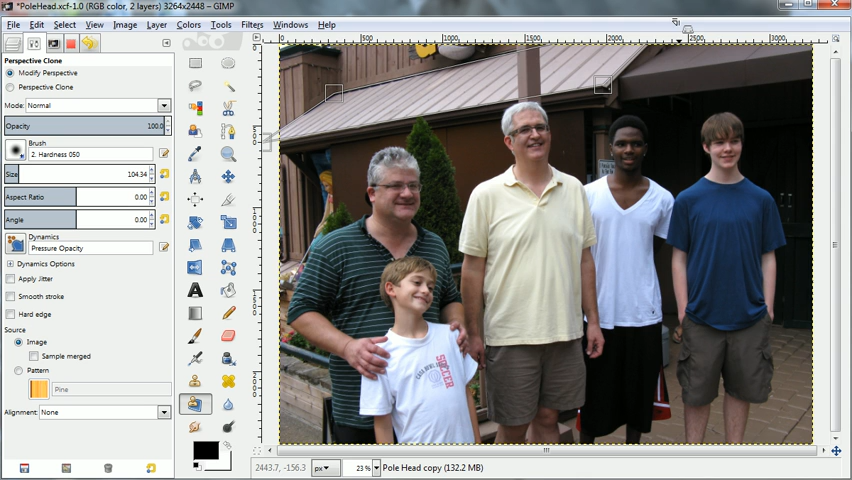 *PoleHead.xcf-1.0 (RGB color, 2 layers) 3264x2448 – GIMP
File Edit Select View Image Layer Colors Tools Filters Windows Help
Perspective Clone
Modify Perspective
Perspective Clone
Mode: Normal
Opacity 100.0
Brush
2. Hardness 050
Size 104.34
Aspect Ratio 0.00
Angle 0.00
Dynamics
Pressure Opacity
Dynamics Options
Apply Jitter
Smooth stroke
Hard edge
Source
Image
Sample merged
Pattern
Pine
Alignment: None
0 500 1000 1500 2000 2500 3000
SOCCER
2443.7, -156.3 px 23 % Pole Head copy (132.2 MB)